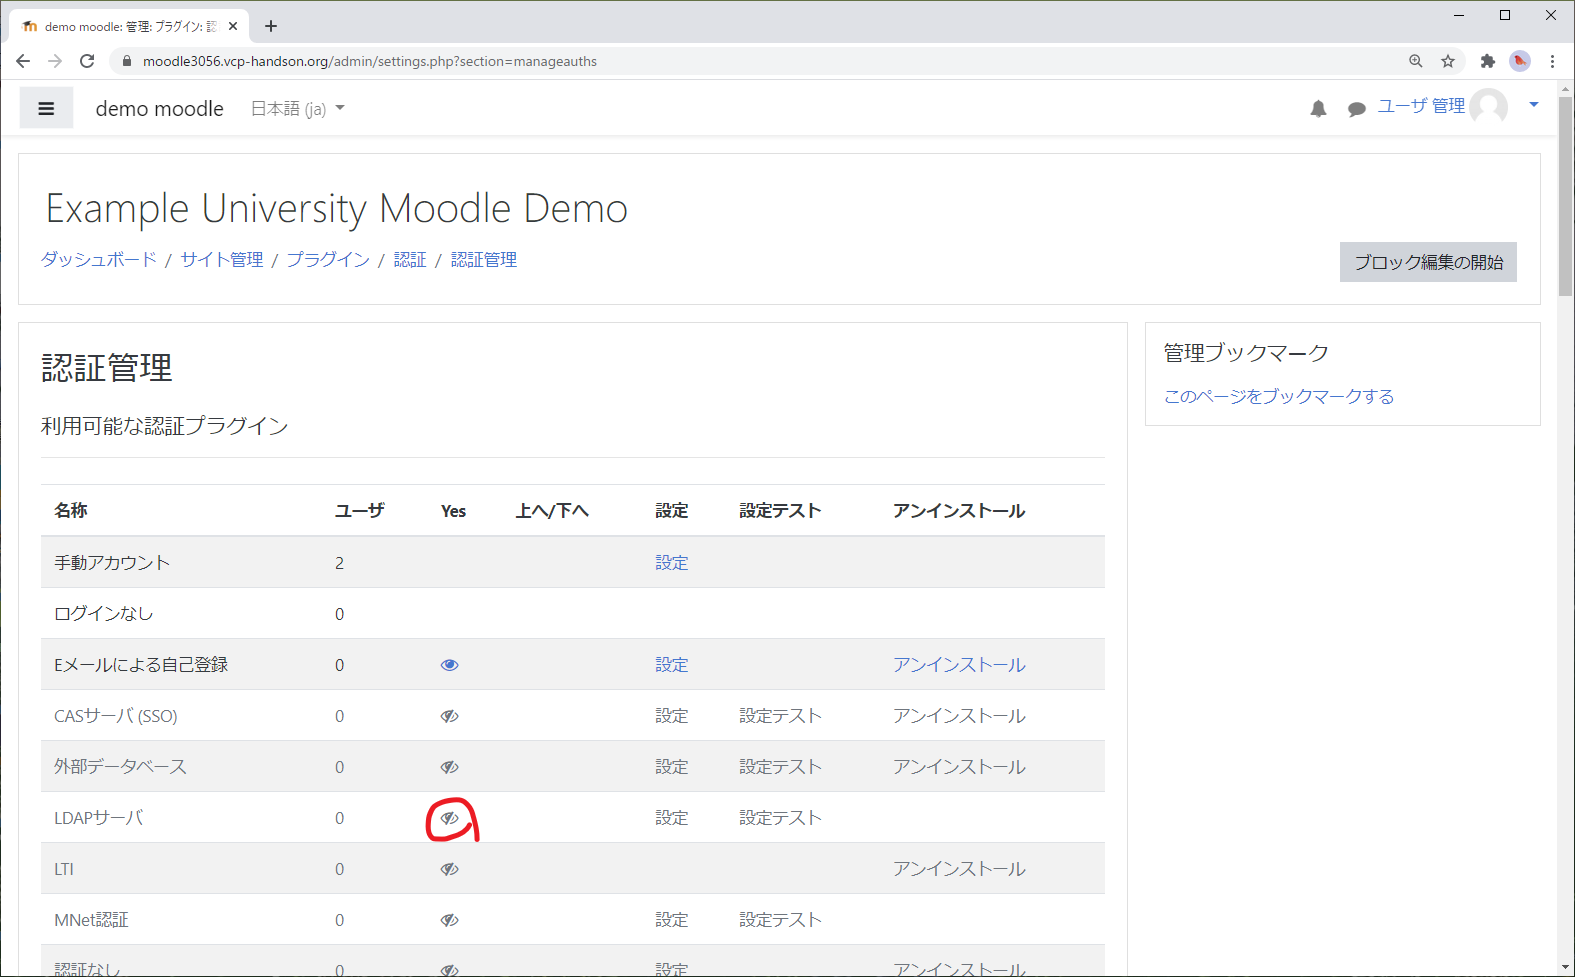 demo moodle: 管理: プラグイン: 認
moodle3056.vcp-handson.org/admin/settings.php?section=manageauths
demo moodle 日本語 (ja) ユーザ 管理
Example University Moodle Demo
ダッシュボード / サイト管理 / プラグイン / 認証 / 認証管理
ブロック編集の開始
認証管理
利用可能な認証プラグイン
名称 ユーザ Yes 上へ/下へ 設定 設定テスト アンインストール
手動アカウント 2 設定
ログインなし 0
Eメールによる自己登録 0 設定 アンインストール
CASサーバ (SSO) 0 設定 設定テスト アンインストール
外部データベース 0 設定 設定テスト アンインストール
LDAPサーバ 0 設定 設定テスト
LTI 0 アンインストール
MNet認証 0 設定 設定テスト
認証なし 0 設定 アンインストール
管理ブックマーク
このページをブックマークする